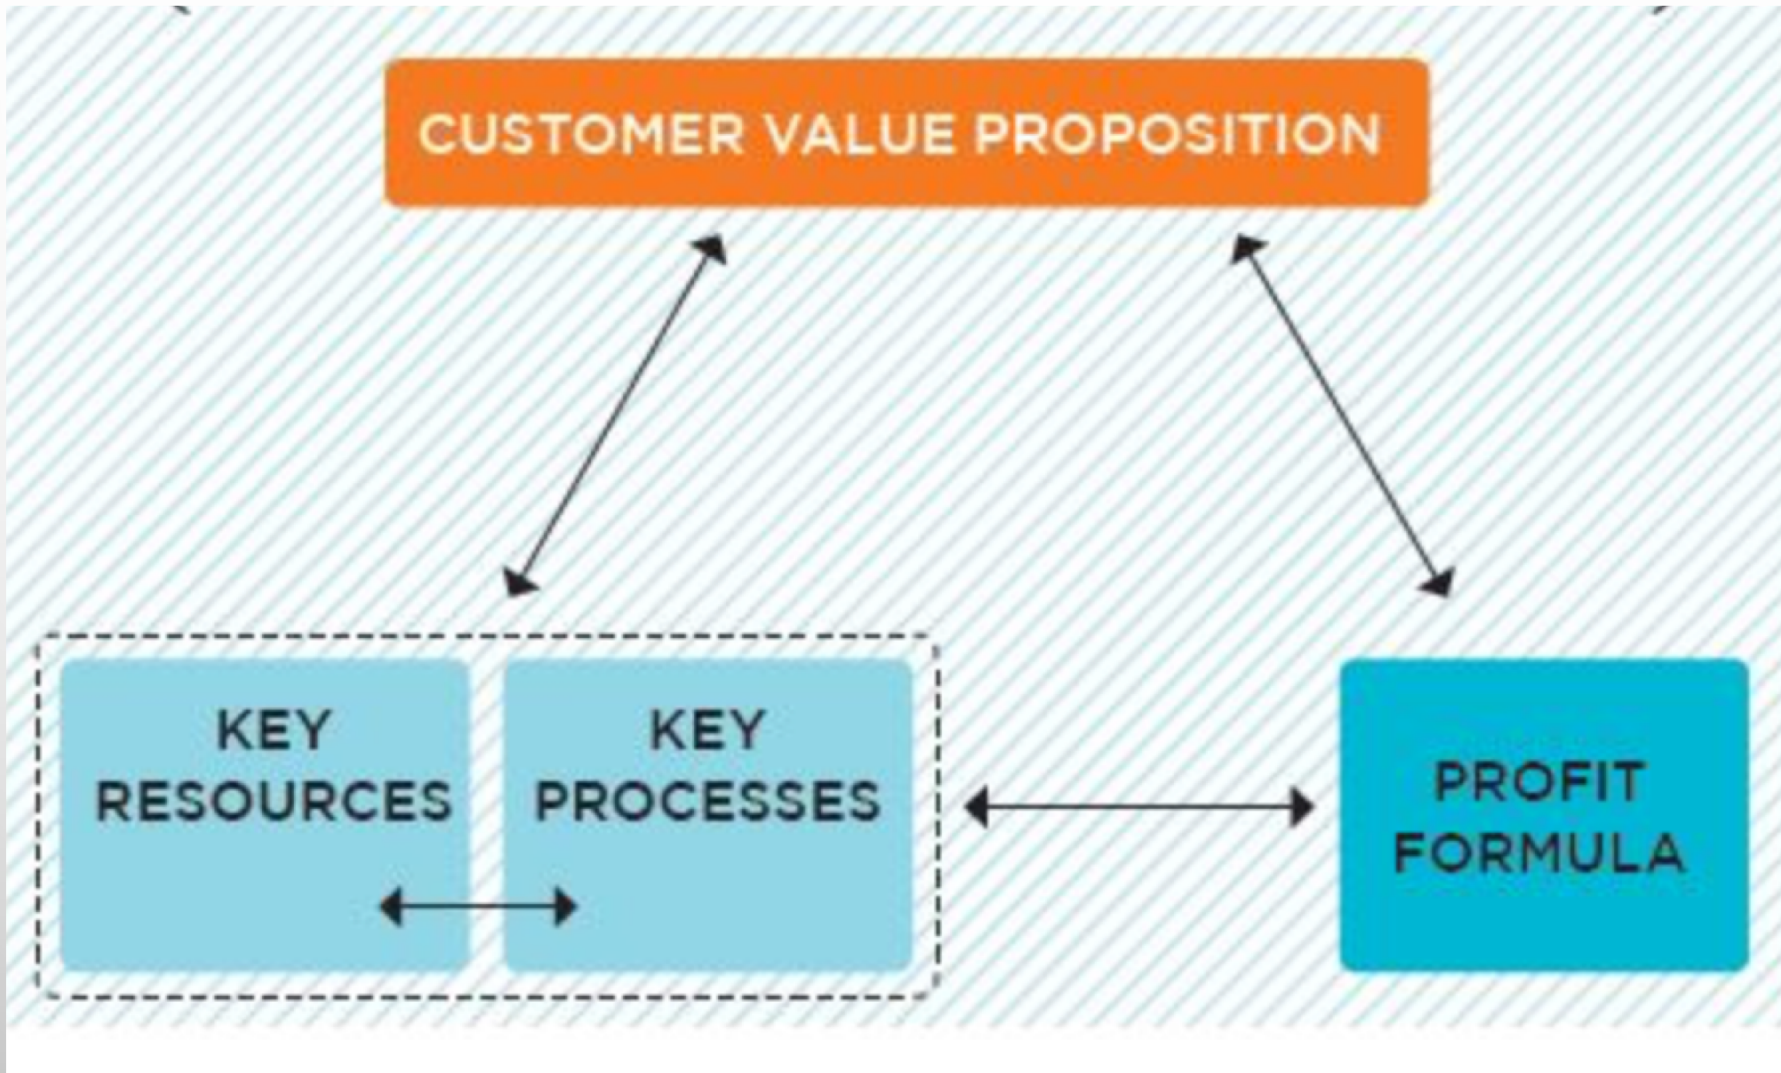 CUSTOMER VALUE PROPOSITION
KEY
RESOURCES
KEY
PROCESSES
PROFIT
FORMULA